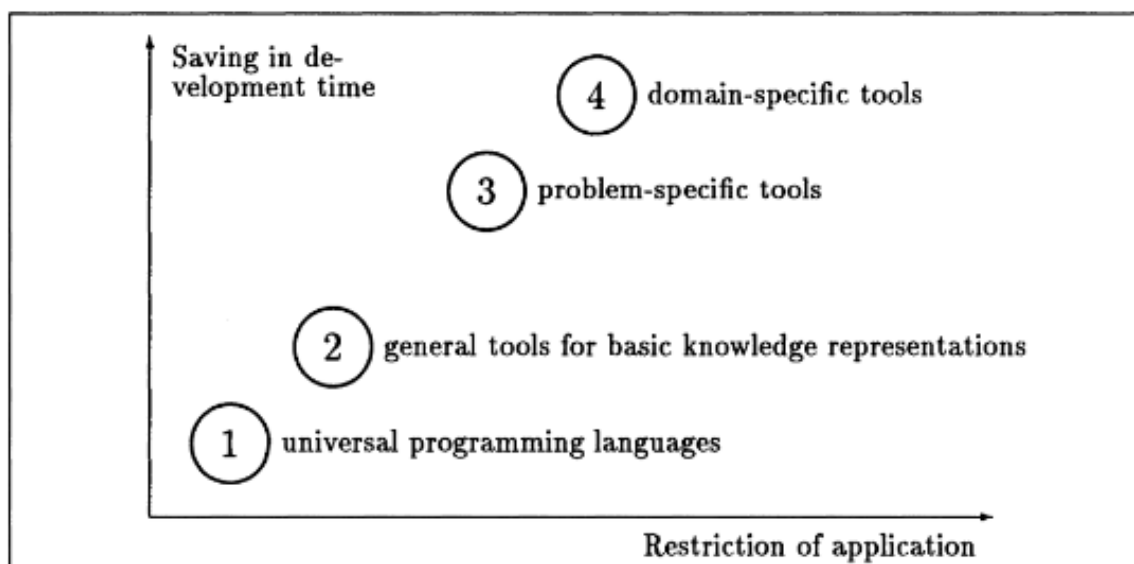 Saving in de-
velopment time
4 domain-specific tools
3 problem-specific tools
2 general tools for basic knowledge representations
1 universal programming languages
Restriction of application